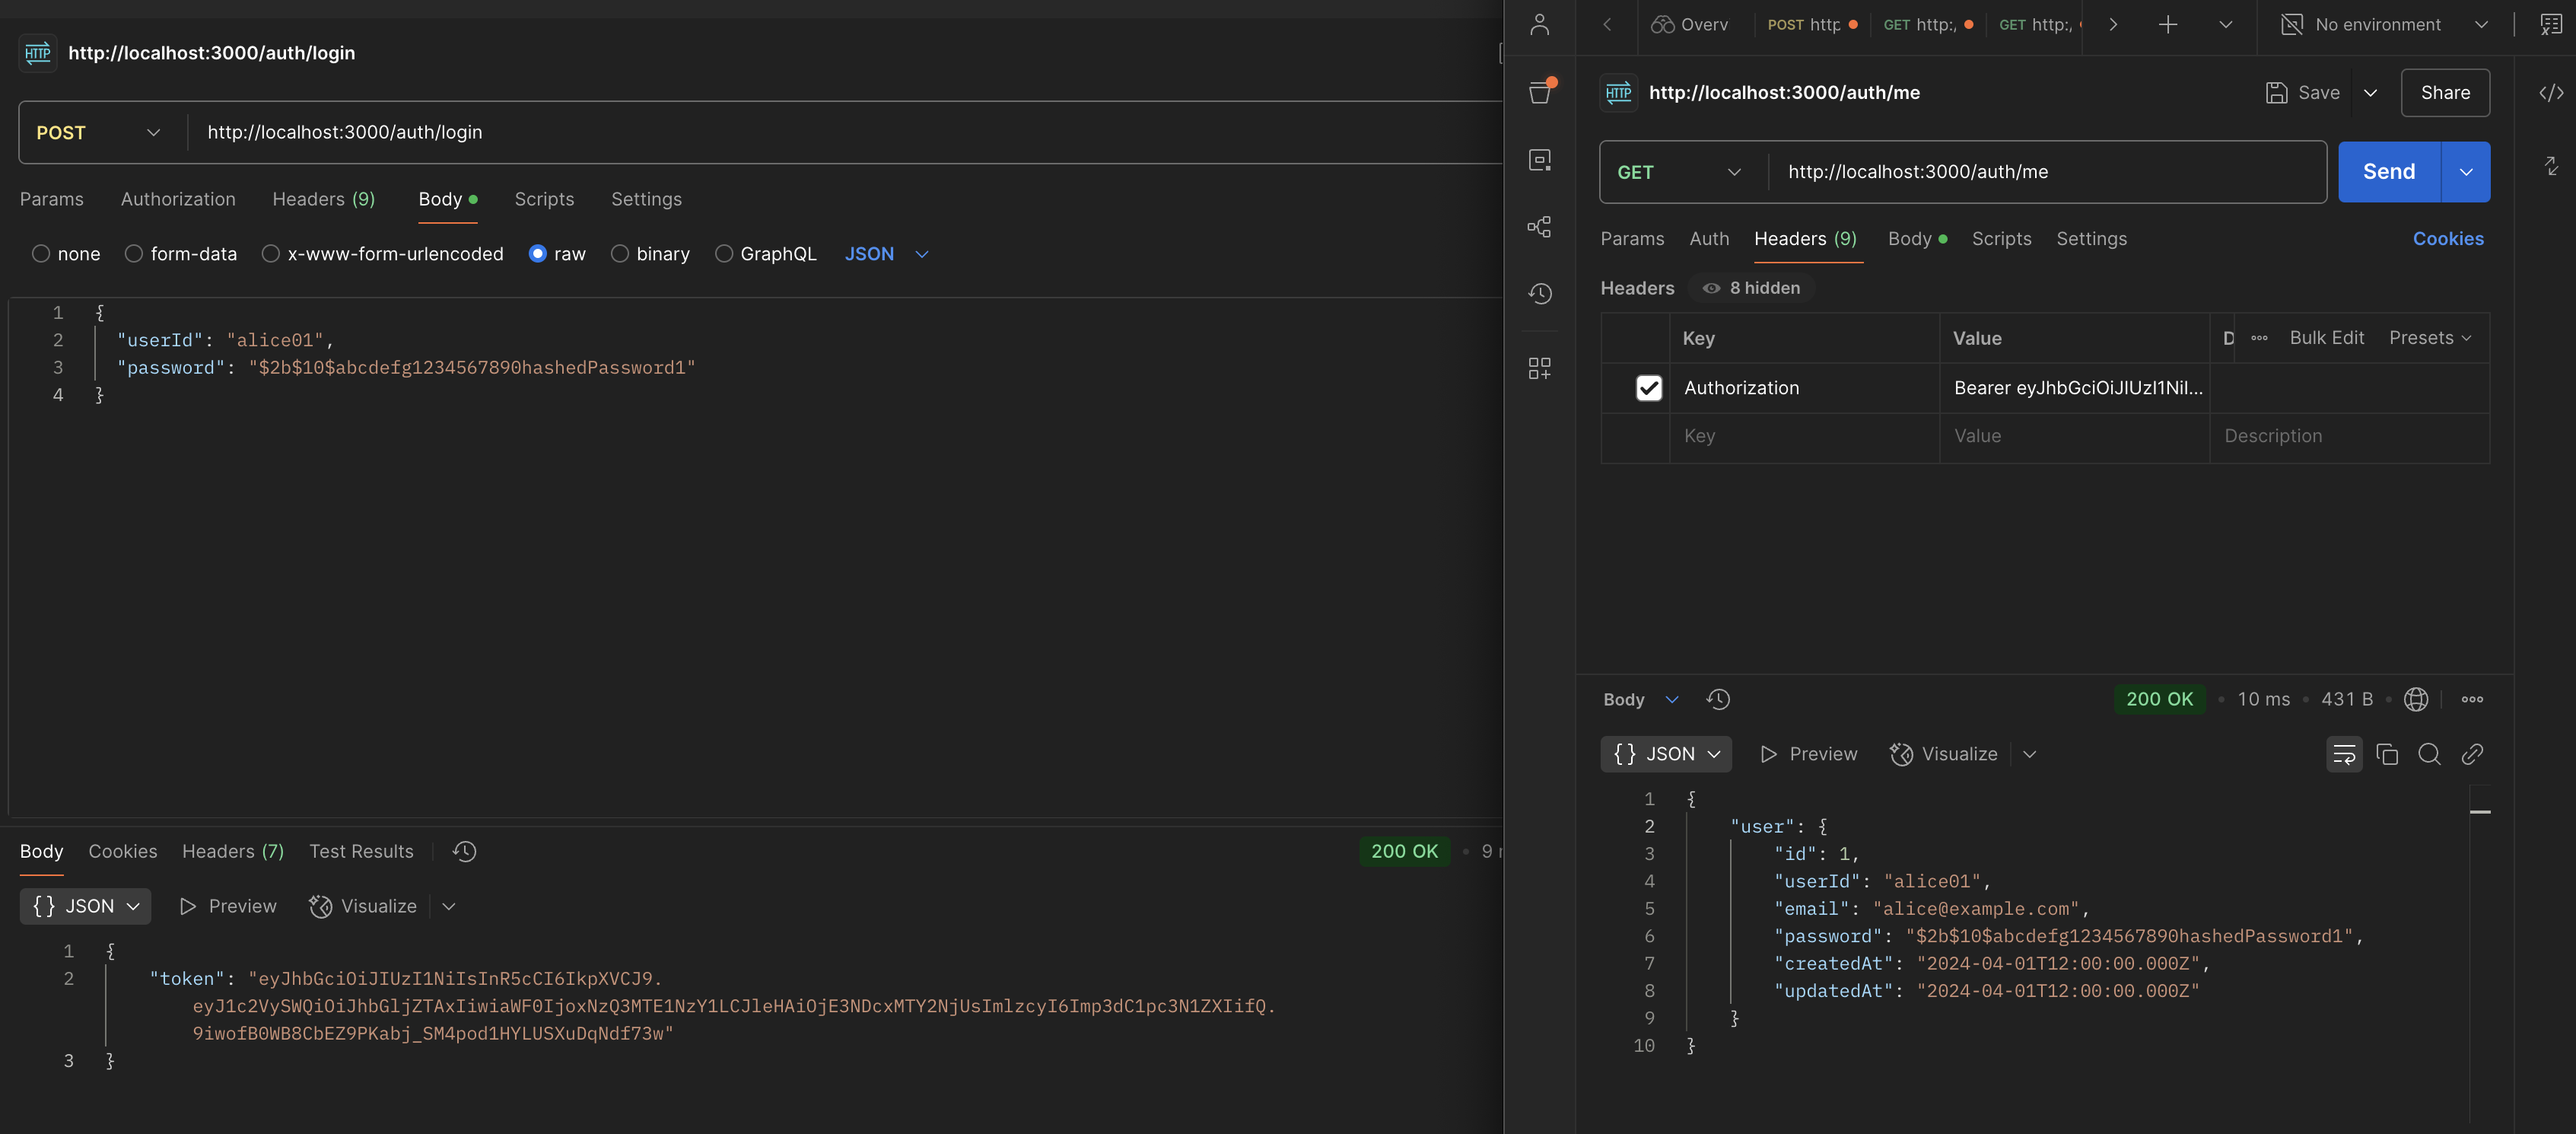 HTTP http://localhost:3000/auth/login
POST http://localhost:3000/auth/login
Params Authorization Headers (9) Body Scripts Settings
none form-data x-www-form-urlencoded raw binary GraphQL JSON
1 {
2 "userId": "alice01",
3 "password": "$2b$10$abcdefg1234567890hashedPassword1"
4 }
Body Cookies Headers (7) Test Results 200 OK • 9
{} JSON Preview Visualize
1 {
2 "token": "eyJhbGciOiJIUzI1NiIsInR5cCI6IkpXVCJ9.
eyJ1c2VySWQiOiJhbGljZTAxIiwiaWF0IjoxNzQ3MTE1NzY1LCJleHAiOjE3NDcxMTY2NjUsImlzcyI6Imp3dC1pc3N1ZXIifQ.
9iwofB0WB8CbEZ9PKabj_SM4pod1HYLUSXuDqNdf73w"
3 }
Overv POST http GET http:/ GET http:/ No environment
HTTP http://localhost:3000/auth/me Save Share
GET http://localhost:3000/auth/me Send
Params Auth Headers (9) Body Scripts Settings Cookies
Headers 8 hidden
Key Value D Bulk Edit Presets
Authorization Bearer eyJhbGciOiJIUzI1NiI...
Key Value Description
Body 200 OK • 10 ms • 431 B
{} JSON Preview Visualize
1 {
2 "user": {
3 "id": 1,
4 "userId": "alice01",
5 "email": "alice@example.com",
6 "password": "$2b$10$abcdefg1234567890hashedPassword1",
7 "createdAt": "2024-04-01T12:00:00.000Z",
8 "updatedAt": "2024-04-01T12:00:00.000Z"
9 }
10 }